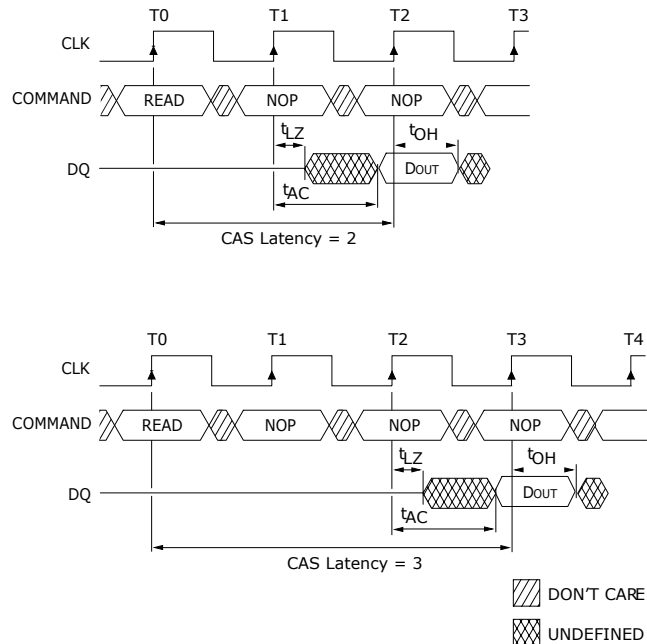 T0 T1 T2 T3
CLK
COMMAND READ NOP NOP
tLZ tOH
DQ DOUT
tAC
CAS Latency = 2
T0 T1 T2 T3 T4
CLK
COMMAND READ NOP NOP NOP
tLZ tOH
DQ DOUT
tAC
CAS Latency = 3
DON'T CARE
UNDEFINED